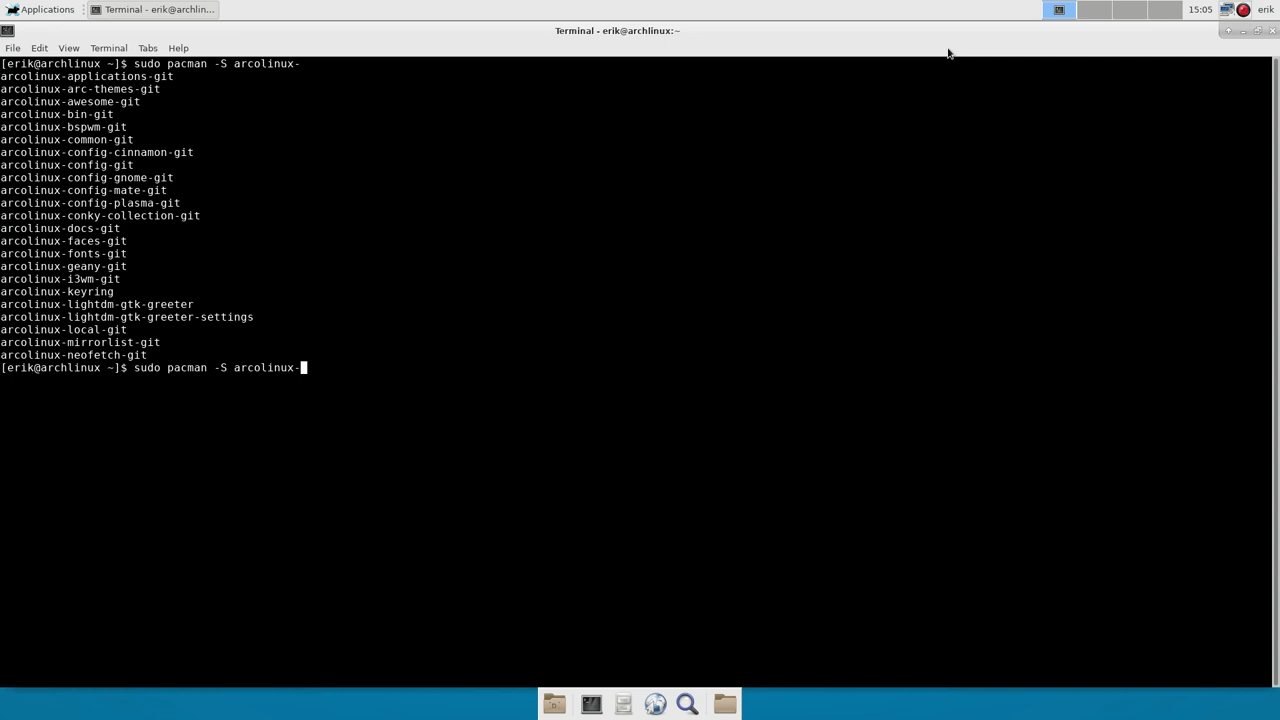 Applications
Terminal - erik@archlin...
15:05
erik
Terminal - erik@archlinux:~
File Edit View Terminal Tabs Help
[erik@archlinux ~]$ sudo pacman -S arcolinux-
arcolinux-applications-git
arcolinux-arc-themes-git
arcolinux-awesome-git
arcolinux-bin-git
arcolinux-bspwm-git
arcolinux-common-git
arcolinux-config-cinnamon-git
arcolinux-config-git
arcolinux-config-gnome-git
arcolinux-config-mate-git
arcolinux-config-plasma-git
arcolinux-conky-collection-git
arcolinux-docs-git
arcolinux-faces-git
arcolinux-fonts-git
arcolinux-geany-git
arcolinux-i3wm-git
arcolinux-keyring
arcolinux-lightdm-gtk-greeter
arcolinux-lightdm-gtk-greeter-settings
arcolinux-local-git
arcolinux-mirrorlist-git
arcolinux-neofetch-git
[erik@archlinux ~]$ sudo pacman -S arcolinux-